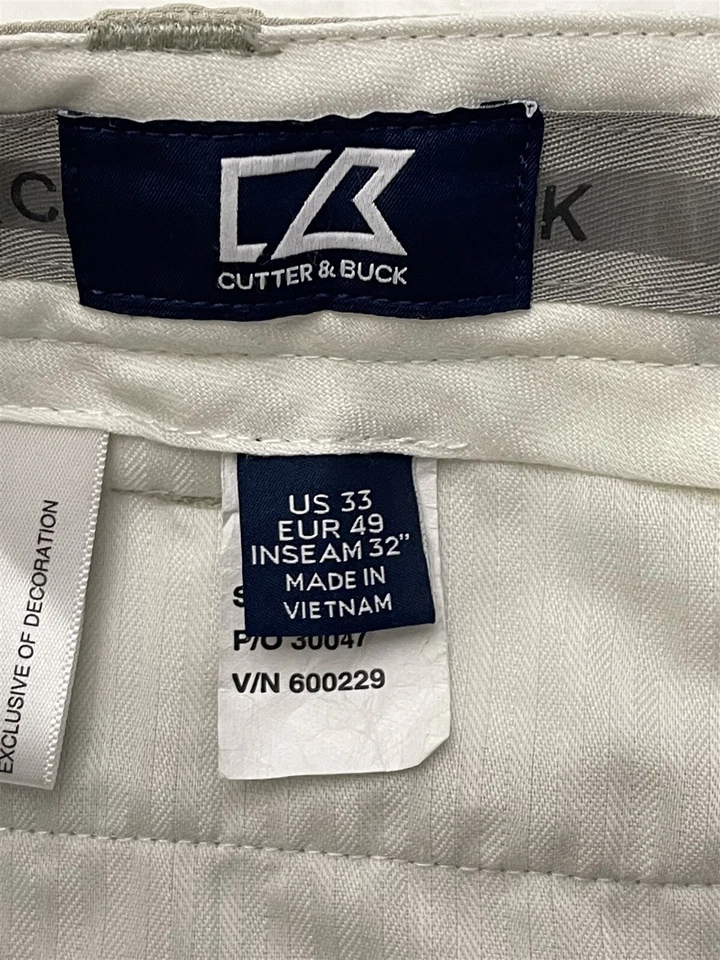 C
K
CUTTER & BUCK
US 33
EUR 49
INSEAM 32"
MADE IN
VIETNAM
S
P/O 30047
V/N 600229
EXCLUSIVE OF DECORATION